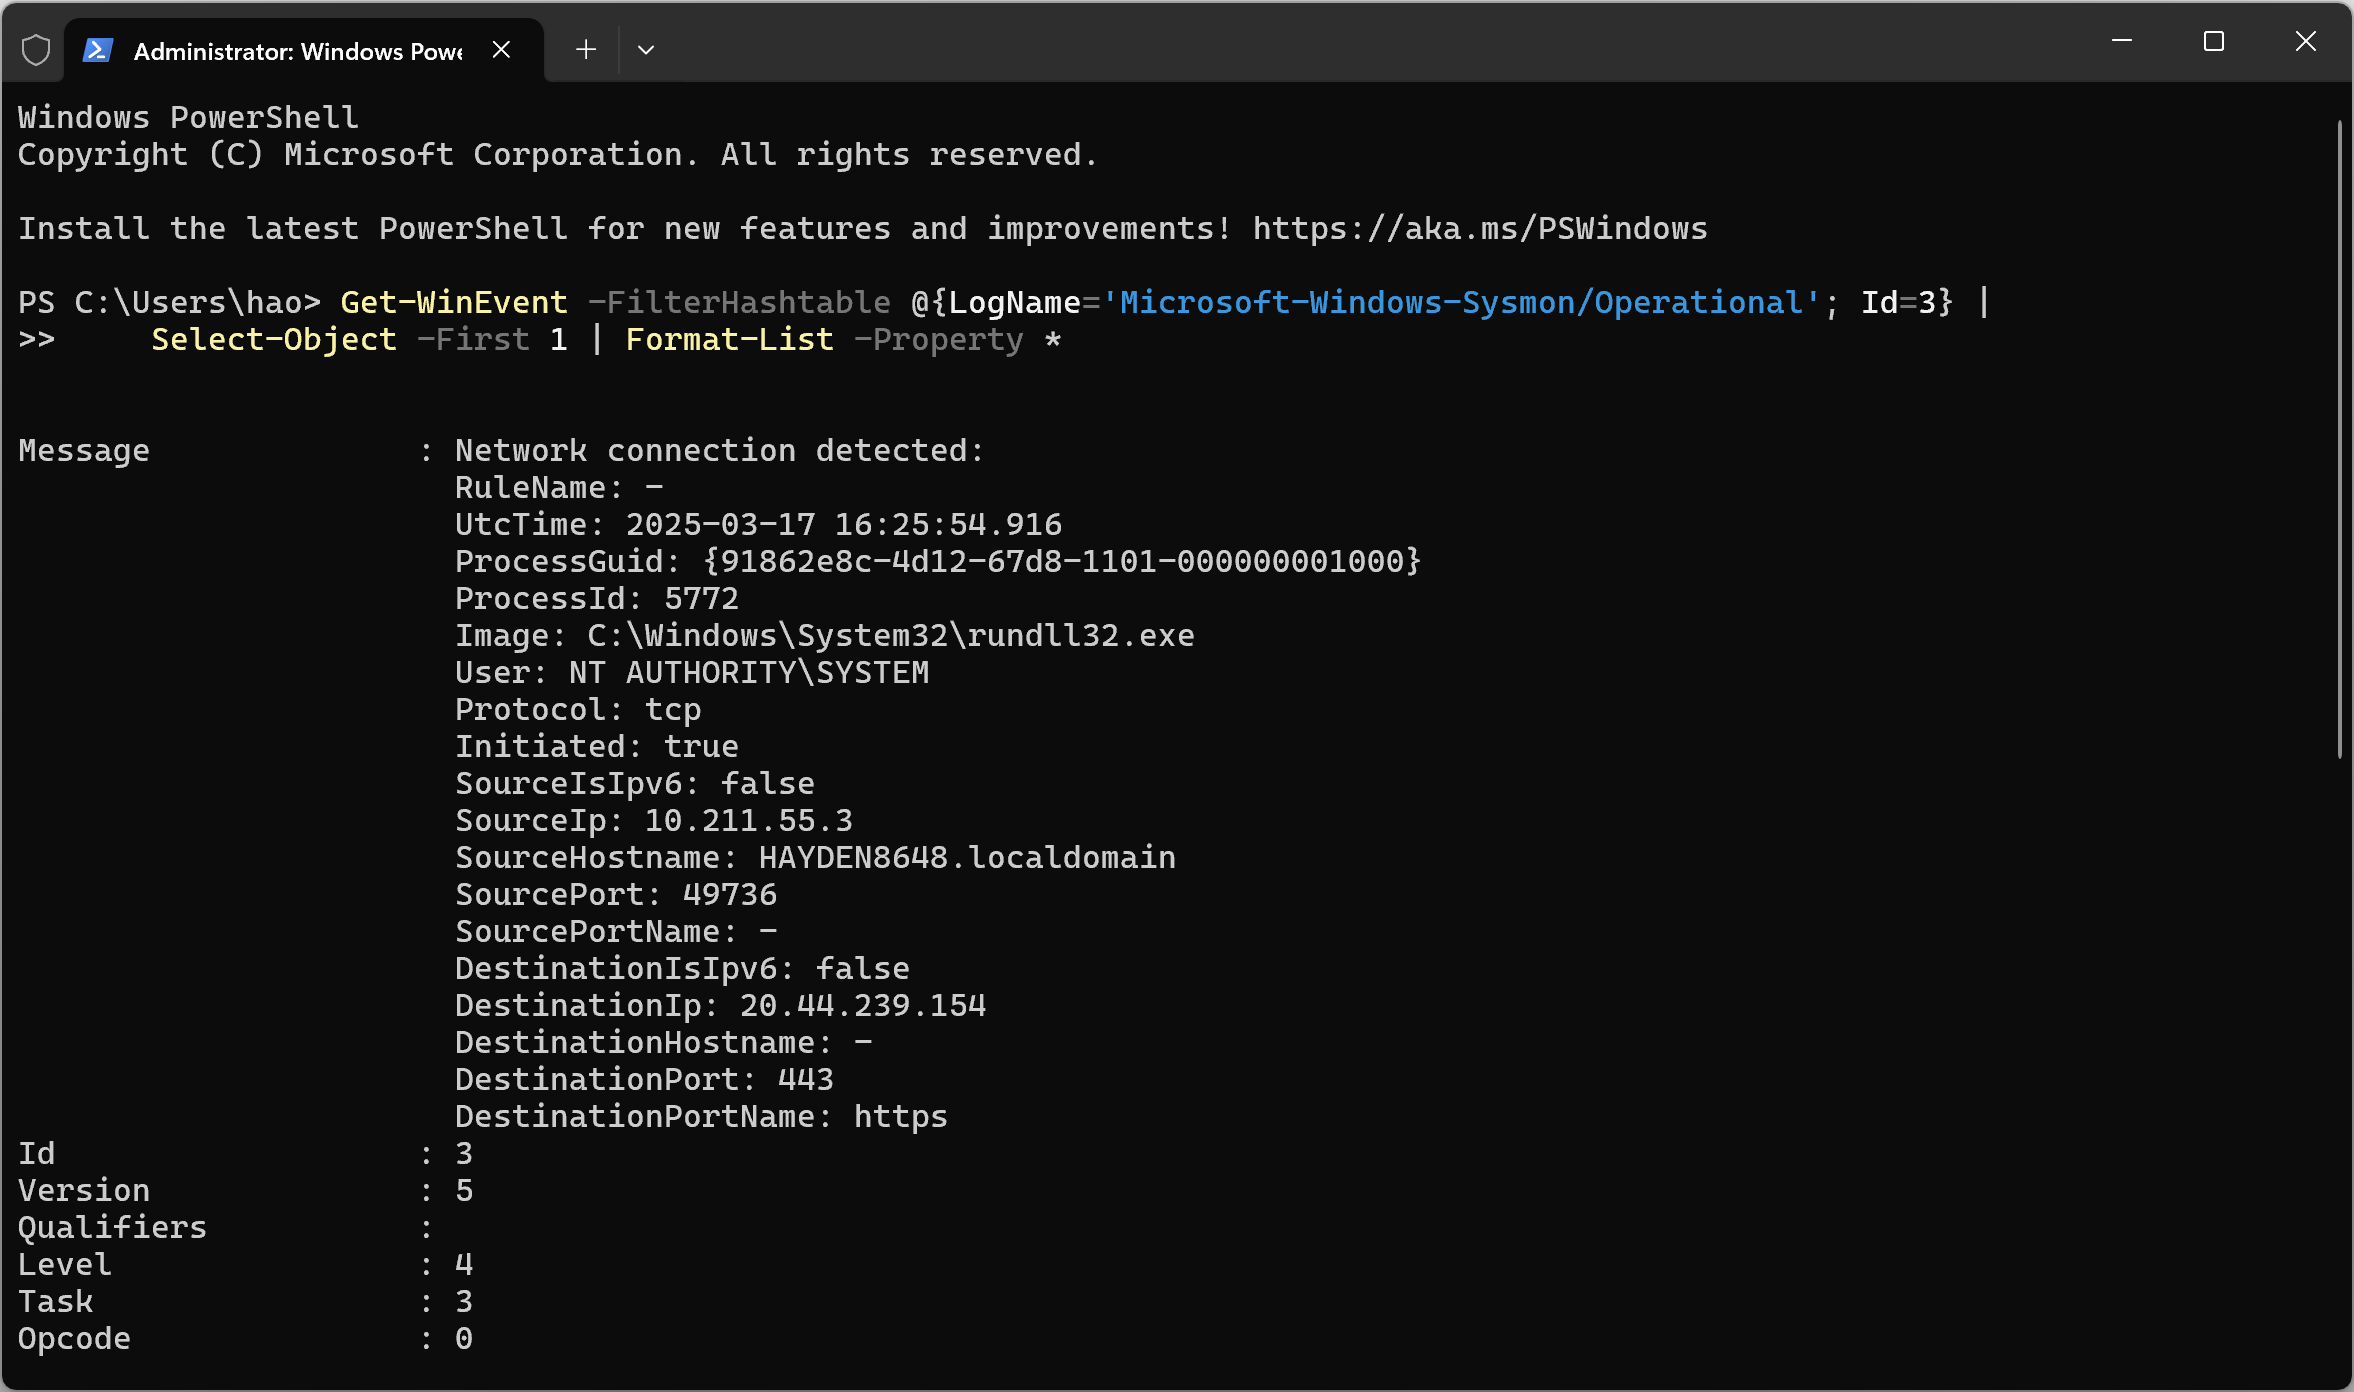 Administrator: Windows Powe
Windows PowerShell
Copyright (C) Microsoft Corporation. All rights reserved.
Install the latest PowerShell for new features and improvements! https://aka.ms/PSWindows
PS C:\Users\hao> Get-WinEvent -FilterHashtable @{LogName='Microsoft-Windows-Sysmon/Operational'; Id=3} |
>>     Select-Object -First 1 | Format-List -Property *
Message              : Network connection detected:
RuleName: -
UtcTime: 2025-03-17 16:25:54.916
ProcessGuid: {91862e8c-4d12-67d8-1101-000000001000}
ProcessId: 5772
Image: C:\Windows\System32\rundll32.exe
User: NT AUTHORITY\SYSTEM
Protocol: tcp
Initiated: true
SourceIsIpv6: false
SourceIp: 10.211.55.3
SourceHostname: HAYDEN8648.localdomain
SourcePort: 49736
SourcePortName: -
DestinationIsIpv6: false
DestinationIp: 20.44.239.154
DestinationHostname: -
DestinationPort: 443
DestinationPortName: https
Id                   : 3
Version              : 5
Qualifiers           :
Level                : 4
Task                 : 3
Opcode               : 0